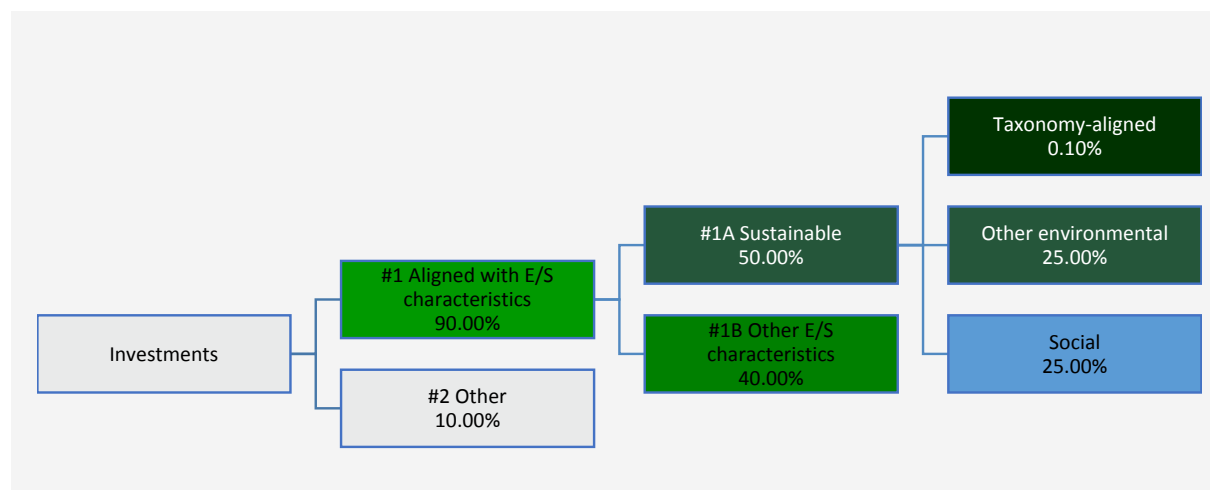 Investments
#1 Aligned with E/S
characteristics
90.00%
#2 Other
10.00%
#1A Sustainable
50.00%
#1B Other E/S
characteristics
40.00%
Taxonomy-aligned
0.10%
Other environmental
25.00%
Social
25.00%